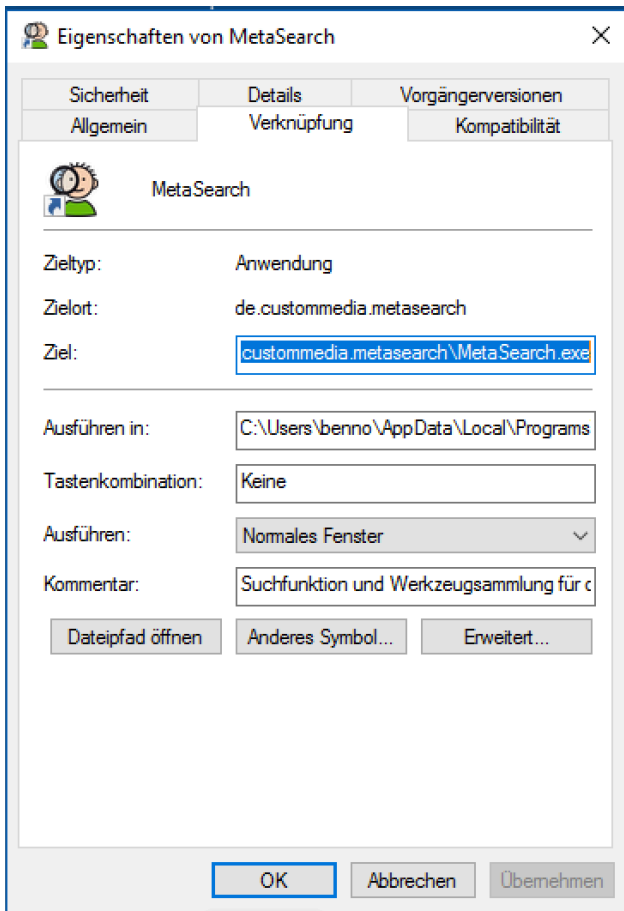 Eigenschaften von MetaSearch
Sicherheit Details Vorgängerversionen
Allgemein Verknüpfung Kompatibilität
MetaSearch
Zieltyp: Anwendung
Zielort: de.custommedia.metasearch
Ziel: custommedia.metasearch\MetaSearch.exe
Ausführen in: C:\Users\benno\AppData\Local\Programs
Tastenkombination: Keine
Ausführen: Normales Fenster
Kommentar: Suchfunktion und Werkzeugsammlung für
Dateipfad öffnen Anderes Symbol... Erweitert...
OK Abbrechen Übernehmen